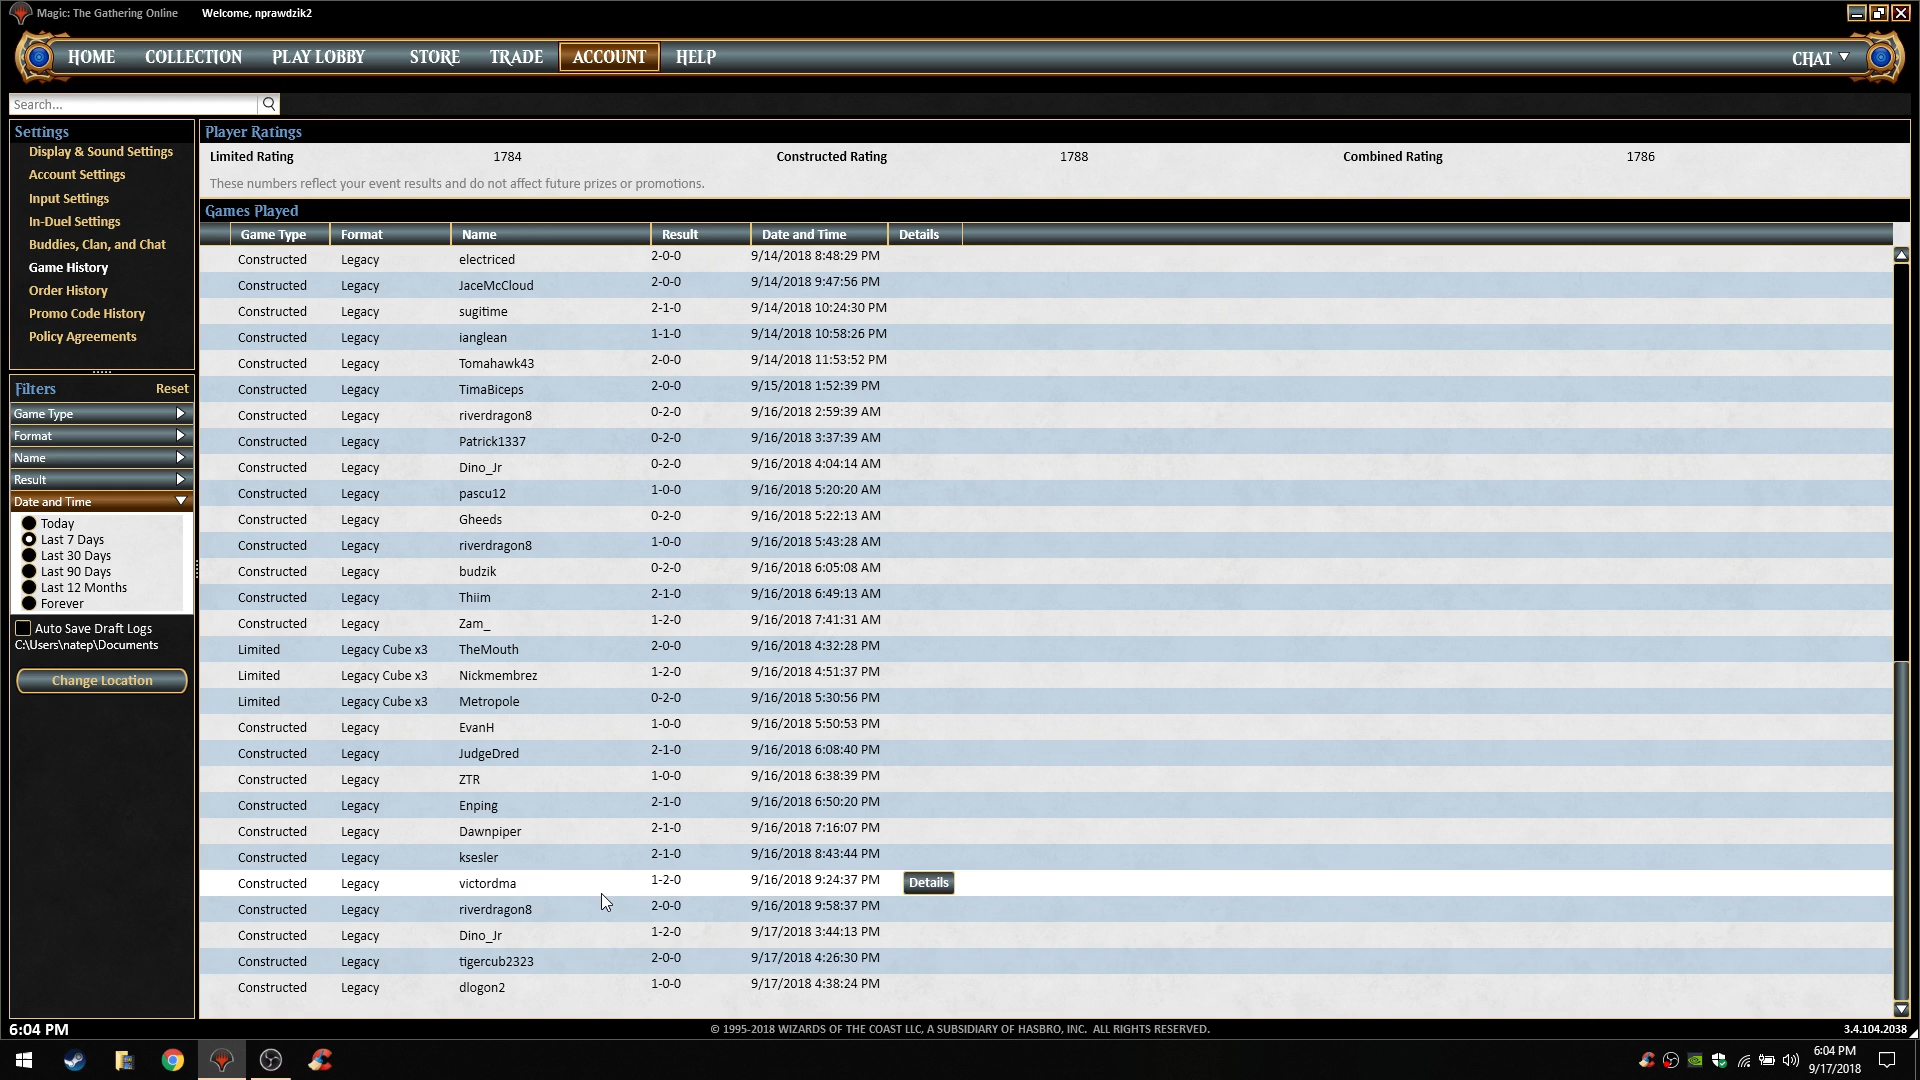 Magic: The Gathering Online Welcome, nprawdzik2
HOME COLLECTION PLAY LOBBY STORE TRADE ACCOUNT HELP CHAT
Search...
Settings
Display & Sound Settings
Account Settings
Input Settings
In-Duel Settings
Buddies, Clan, and Chat
Game History
Order History
Promo Code History
Policy Agreements
Filters Reset
Game Type
Format
Name
Result
Date and Time
Today
Last 7 Days
Last 30 Days
Last 90 Days
Last 12 Months
Forever
Auto Save Draft Logs
C:\Users\natep\Documents
Change Location
Player Ratings
Limited Rating 1784 Constructed Rating 1788 Combined Rating 1786
These numbers reflect your event results and do not affect future prizes or promotions.
Games Played
Game Type Format Name Result Date and Time Details
Constructed Legacy electriced 2-0-0 9/14/2018 8:48:29 PM
Constructed Legacy JaceMcCloud 2-0-0 9/14/2018 9:47:56 PM
Constructed Legacy sugitime 2-1-0 9/14/2018 10:24:30 PM
Constructed Legacy ianglean 1-1-0 9/14/2018 10:58:26 PM
Constructed Legacy Tomahawk43 2-0-0 9/14/2018 11:53:52 PM
Constructed Legacy TimaBiceps 2-0-0 9/15/2018 1:52:39 PM
Constructed Legacy riverdragon8 0-2-0 9/16/2018 2:59:39 AM
Constructed Legacy Patrick1337 0-2-0 9/16/2018 3:37:39 AM
Constructed Legacy Dino_Jr 0-2-0 9/16/2018 4:04:14 AM
Constructed Legacy pascu12 1-0-0 9/16/2018 5:20:20 AM
Constructed Legacy Gheeds 0-2-0 9/16/2018 5:22:13 AM
Constructed Legacy riverdragon8 1-0-0 9/16/2018 5:43:28 AM
Constructed Legacy budzik 0-2-0 9/16/2018 6:05:08 AM
Constructed Legacy Thiim 2-1-0 9/16/2018 6:49:13 AM
Constructed Legacy Zam_ 1-2-0 9/16/2018 7:41:31 AM
Limited Legacy Cube x3 TheMouth 2-0-0 9/16/2018 4:32:28 PM
Limited Legacy Cube x3 Nickmembrez 1-2-0 9/16/2018 4:51:37 PM
Limited Legacy Cube x3 Metropole 0-2-0 9/16/2018 5:30:56 PM
Constructed Legacy EvanH 1-0-0 9/16/2018 5:50:53 PM
Constructed Legacy JudgeDred 2-1-0 9/16/2018 6:08:40 PM
Constructed Legacy ZTR 1-0-0 9/16/2018 6:38:39 PM
Constructed Legacy Enping 2-1-0 9/16/2018 6:50:20 PM
Constructed Legacy Dawnpiper 2-1-0 9/16/2018 7:16:07 PM
Constructed Legacy ksesler 2-1-0 9/16/2018 8:43:44 PM
Constructed Legacy victordma 1-2-0 9/16/2018 9:24:37 PM Details
Constructed Legacy riverdragon8 2-0-0 9/16/2018 9:58:37 PM
Constructed Legacy Dino_Jr 1-2-0 9/17/2018 3:44:13 PM
Constructed Legacy tigercub2323 2-0-0 9/17/2018 4:26:30 PM
Constructed Legacy dlogon2 1-0-0 9/17/2018 4:38:24 PM
6:04 PM © 1995-2018 WIZARDS OF THE COAST LLC, A SUBSIDIARY OF HASBRO, INC. ALL RIGHTS RESERVED. 3.4.104.2038
6:04 PM
9/17/2018